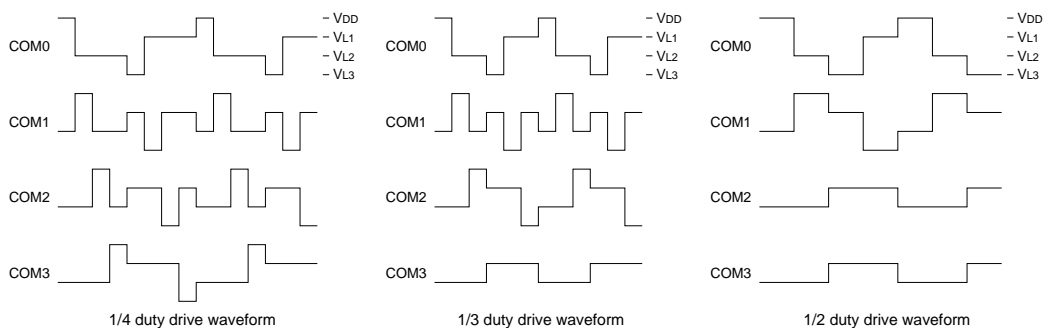 COM0
– VDD
– VL1
– VL2
– VL3
COM1
COM2
COM3
1/4 duty drive waveform
COM0
– VDD
– VL1
– VL2
– VL3
COM1
COM2
COM3
1/3 duty drive waveform
COM0
– VDD
– VL1
– VL2
– VL3
COM1
COM2
COM3
1/2 duty drive waveform